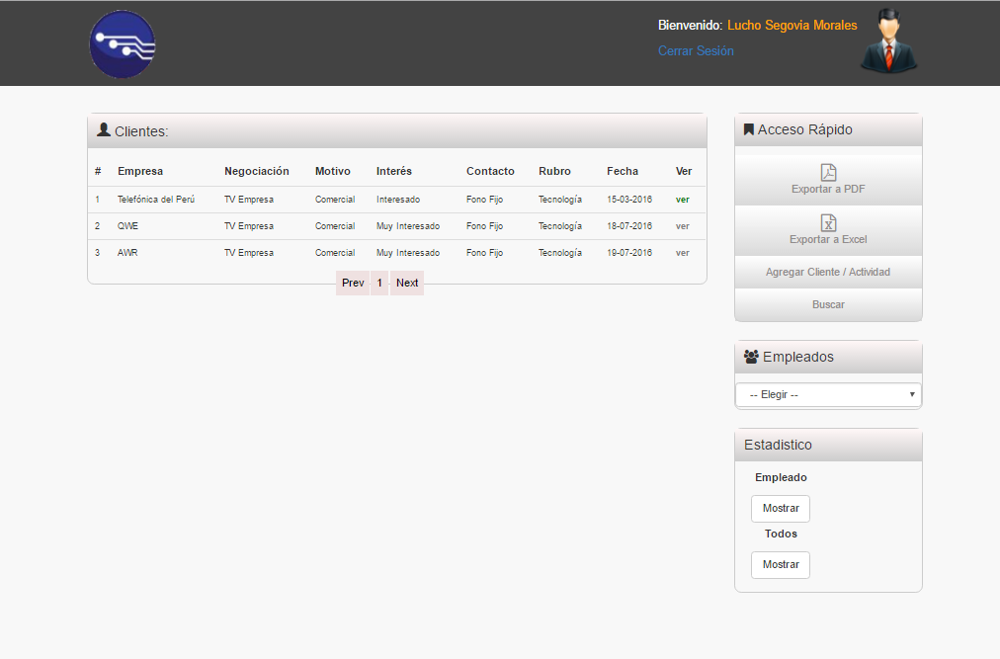 Bienvenido: Lucho Segovia Morales
Cerrar Sesión
Clientes:
# Empresa Negociación Motivo Interés Contacto Rubro Fecha Ver
1 Telefónica del Perú TV Empresa Comercial Interesado Fono Fijo Tecnología 15-03-2016 ver
2 QWE TV Empresa Comercial Muy Interesado Fono Fijo Tecnología 18-07-2016 ver
3 AWR TV Empresa Comercial Muy Interesado Fono Fijo Tecnología 19-07-2016 ver
Prev 1 Next
Acceso Rápido
Exportar a PDF
Exportar a Excel
Agregar Cliente / Actividad
Buscar
Empleados
-- Elegir --
Estadistico
Empleado
Mostrar
Todos
Mostrar